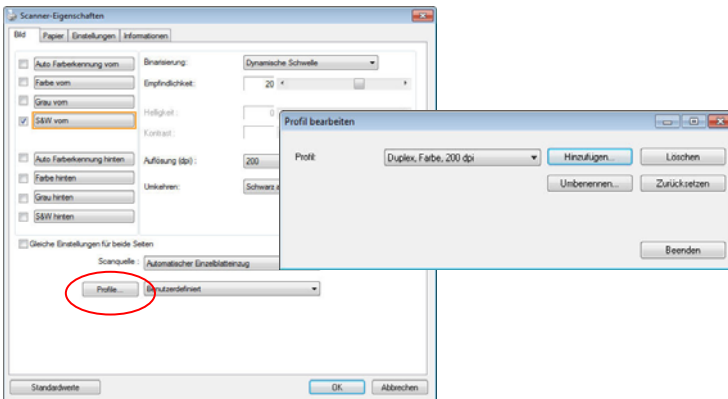 Scanner-Eigenschaften
Bild Papier Einstellungen Informationen
Auto Farberkennung vorn Binarisierung: Dynamische Schwelle
Farbe vorn Empfindlichkeit: 20
Grau vorn
S&W vorn Helligkeit : 0
Kontrast :
Auto Farberkennung hinten Auflösung (dpi) : 200
Farbe hinten Umkehren: Schwarz a
Grau hinten
S&W hinten
Gleiche Einstellungen für beide Seiten
Scanquelle : Automatischer Einzelblatteinzug
Profile... Benutzerdefiniert
Standardwerte OK Abbrechen
Profil bearbeiten
Profil: Duplex, Farbe, 200 dpi Hinzufügen... Löschen
Umbenennen... Zurücksetzen
Beenden